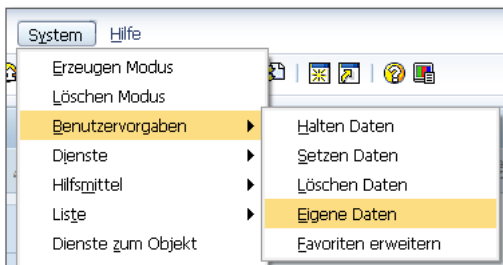 System Hilfe
Erzeugen Modus
Löschen Modus
Benutzervorgaben
Dienste
Hilfsmittel
Liste
Dienste zum Objekt
Halten Daten
Setzen Daten
Löschen Daten
Eigene Daten
Favoriten erweitern